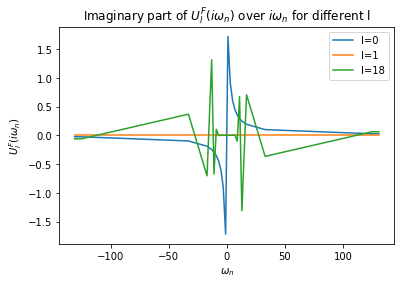 Imaginary part of $U_l^F(i\omega_n)$ over $i\omega_n$ for different l
l=0
l=1
l=18
1.5
1.0
0.5
0.0
−0.5
−1.0
−1.5
$U_l^F(i\omega_n)$
−100
−50
0
50
100
$\omega_n$